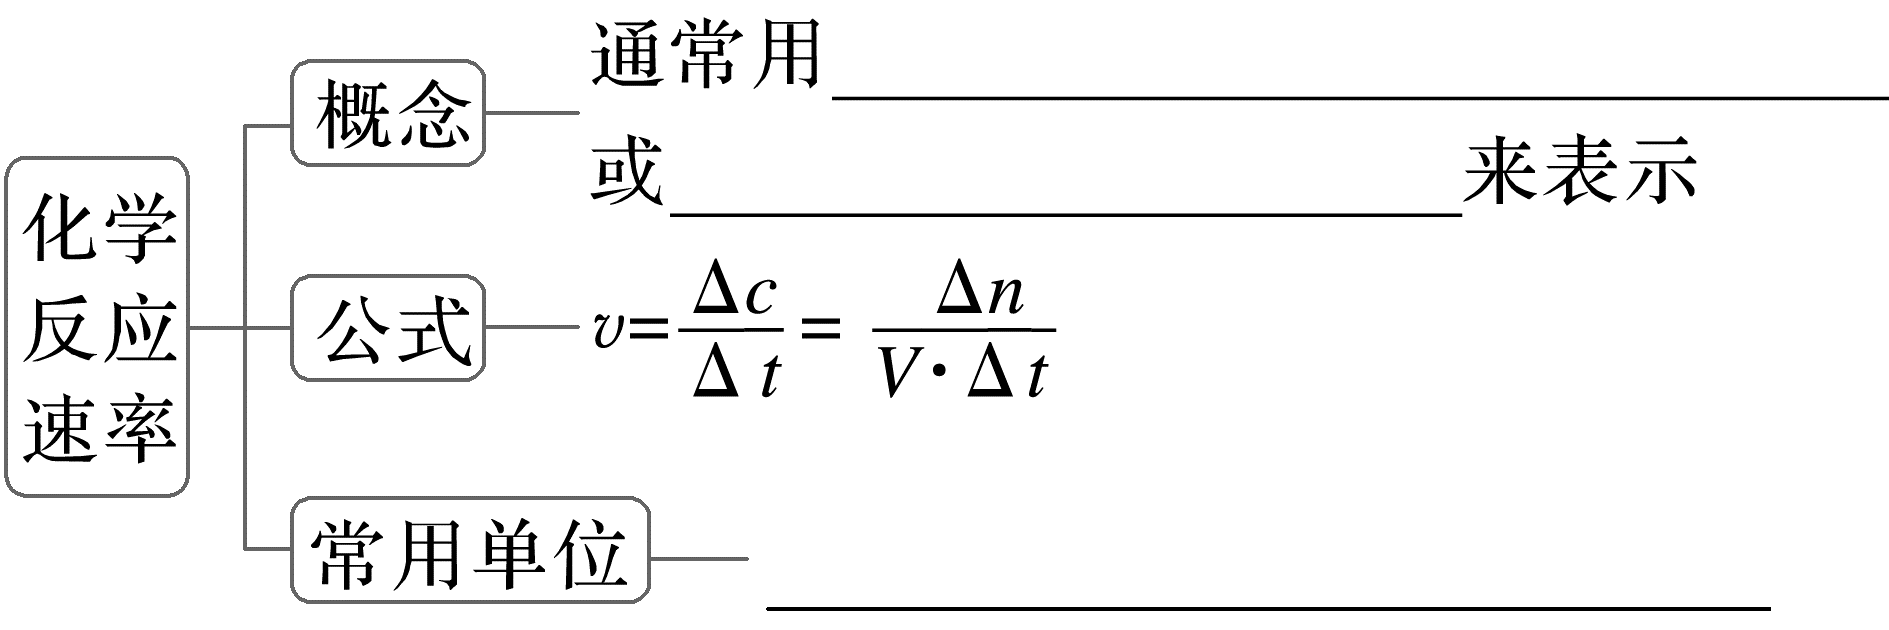 化学
反应
速率
概念
通常用
或 来表示
公式
v=Δc/Δt=Δn/(V·Δt)
常用单位